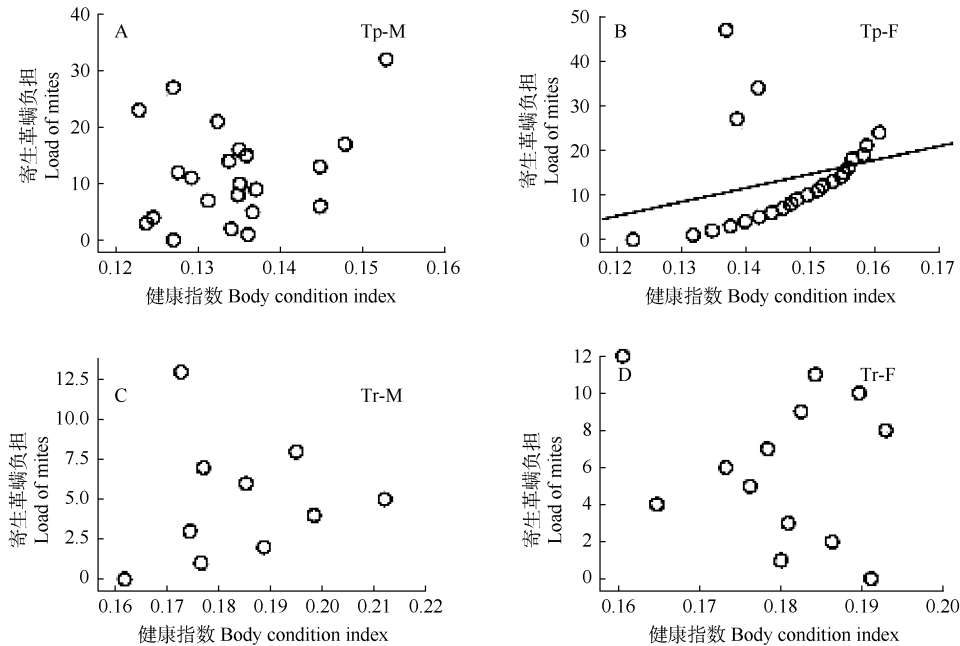 A Tp-M
40
30
20
10
0
寄生革螨负担
Load of mites
0.12 0.13 0.14 0.15 0.16
健康指数 Body condition index
B Tp-F
50
40
30
20
10
0
寄生革螨负担
Load of mites
0.12 0.13 0.14 0.15 0.16 0.17
健康指数 Body condition index
C Tr-M
12.5
10.0
7.5
5.0
2.5
0
寄生革螨负担
Load of mites
0.16 0.17 0.18 0.19 0.20 0.21 0.22
健康指数 Body condition index
D Tr-F
12
10
8
6
4
2
0
寄生革螨负担
Load of mites
0.16 0.17 0.18 0.19 0.20
健康指数 Body condition index